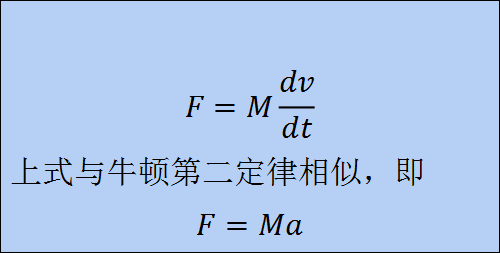 F = M dv/dt
上式与牛顿第二定律相似，即
F = Ma